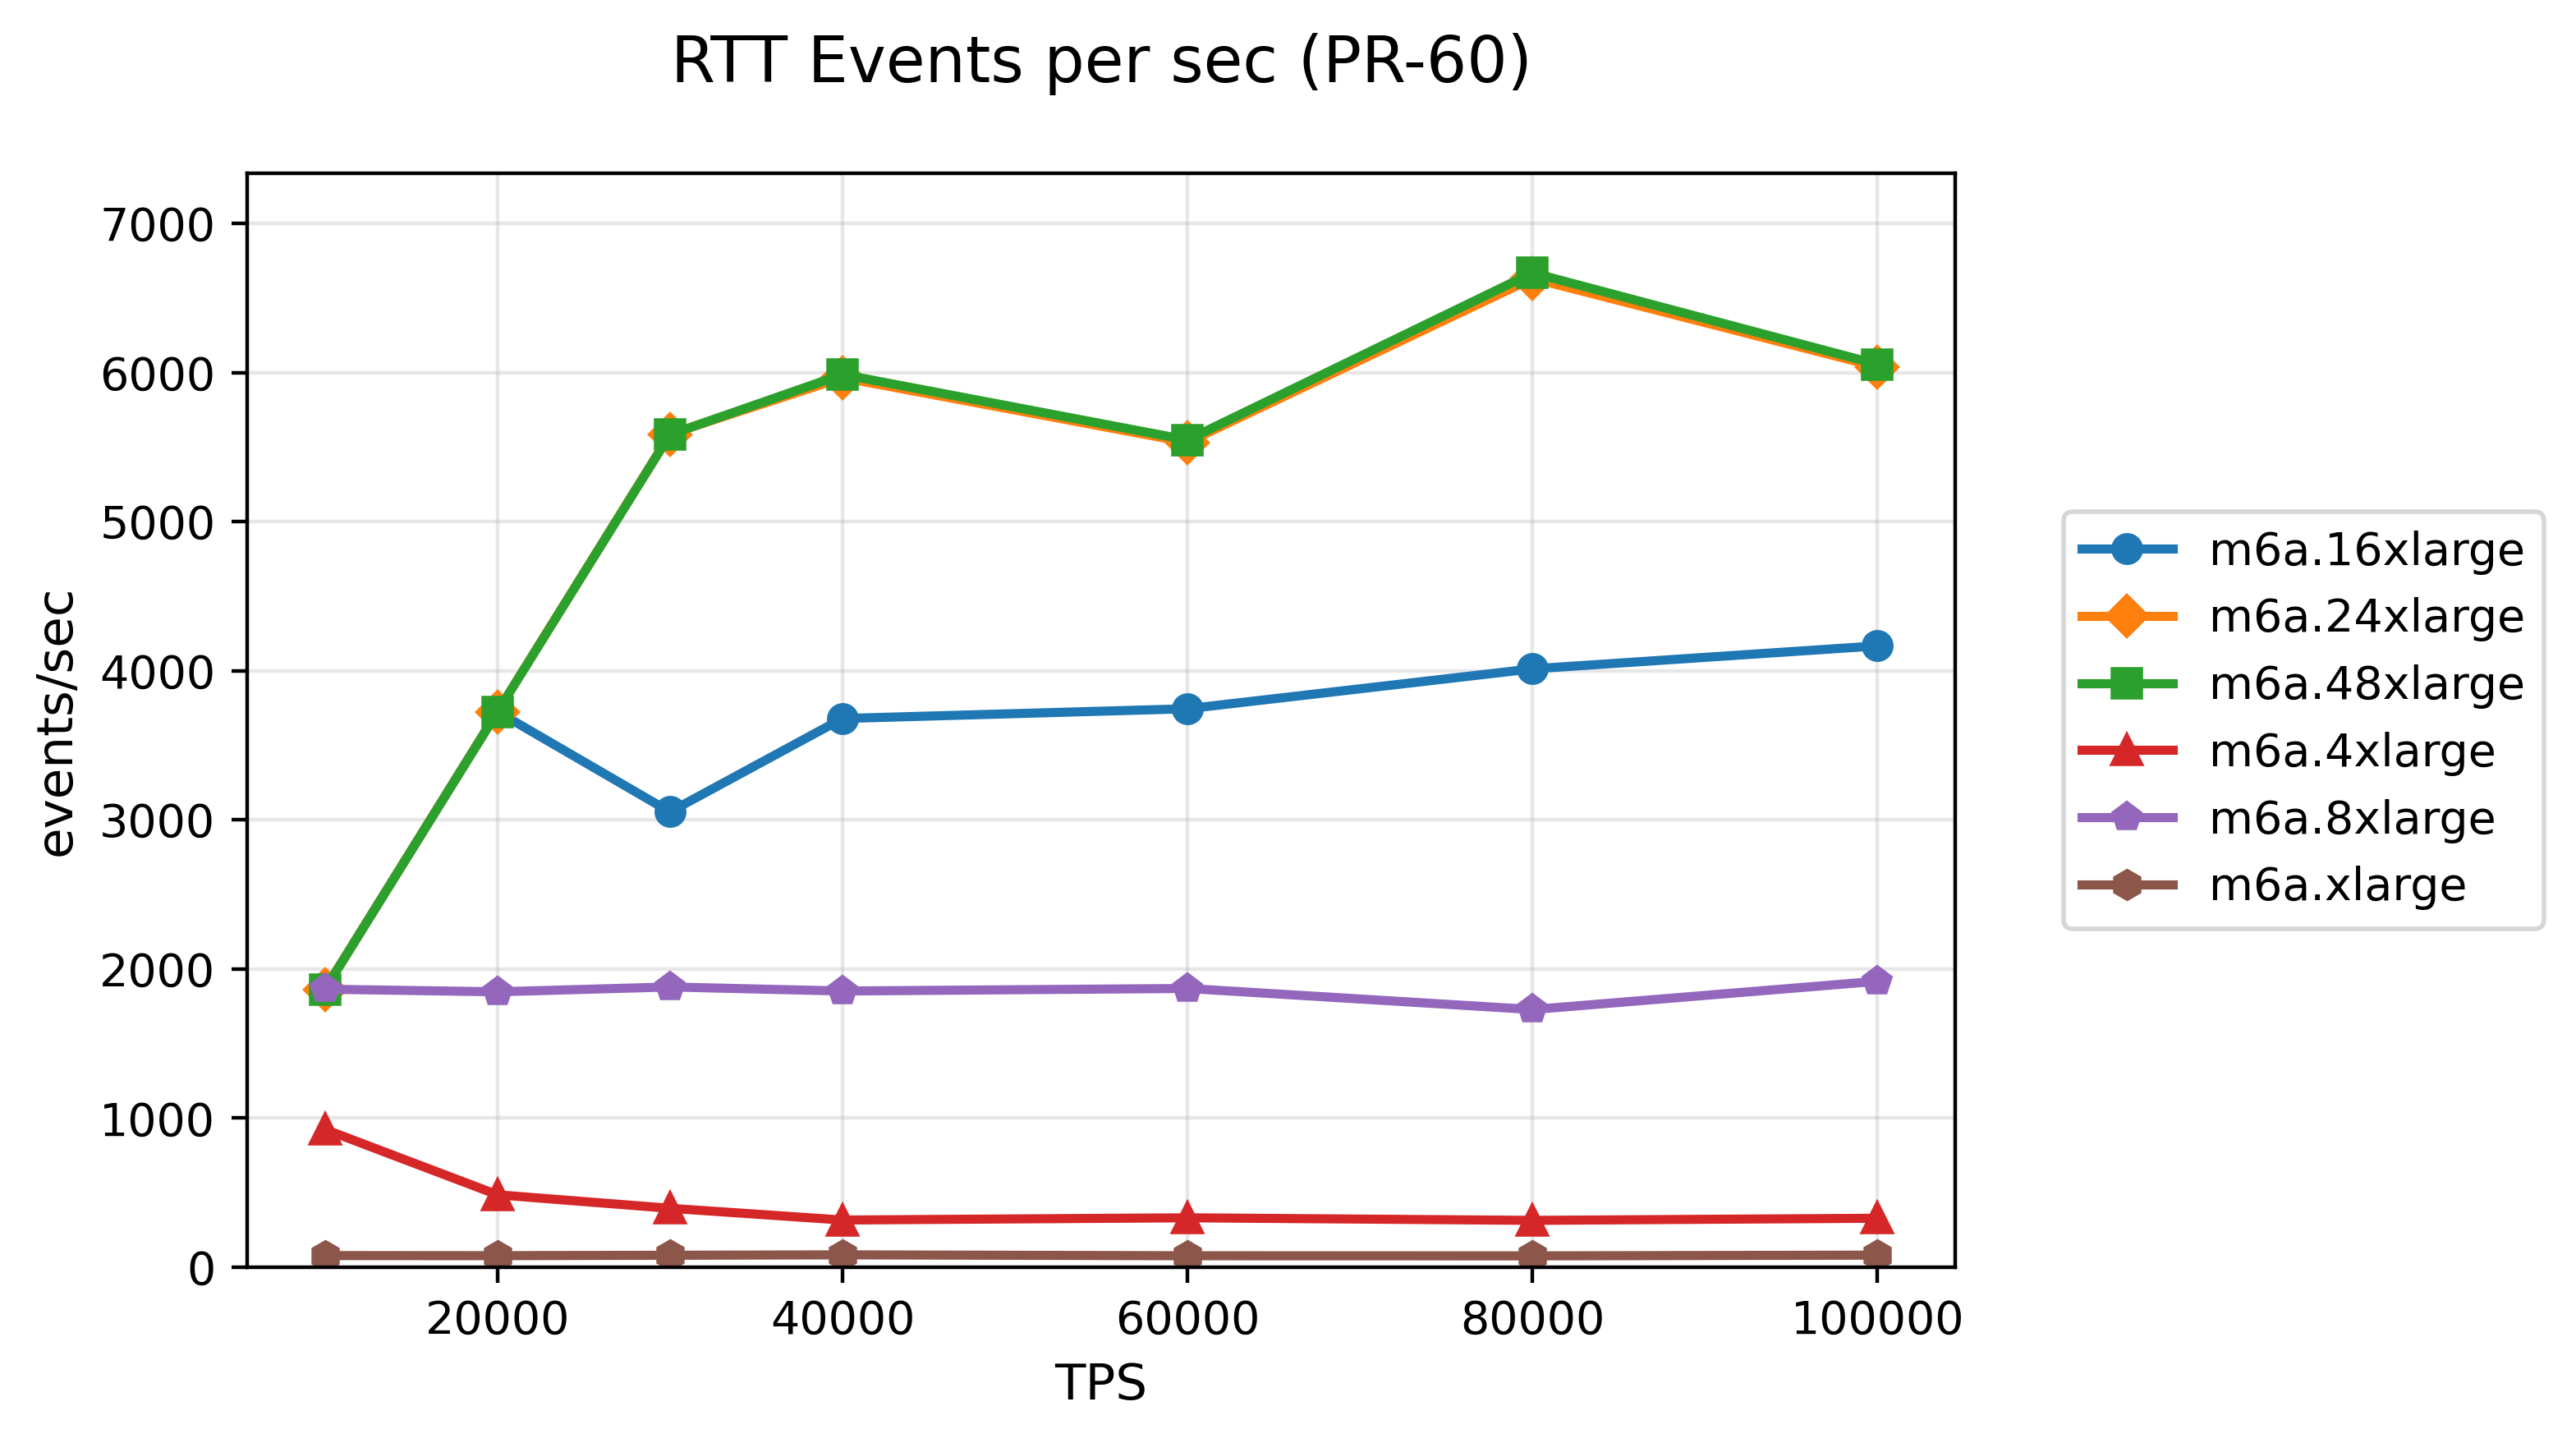 RTT Events per sec (PR-60)
7000
6000
5000
4000
3000
2000
1000
0
events/sec
20000 40000 60000 80000 100000
TPS
m6a.16xlarge
m6a.24xlarge
m6a.48xlarge
m6a.4xlarge
m6a.8xlarge
m6a.xlarge